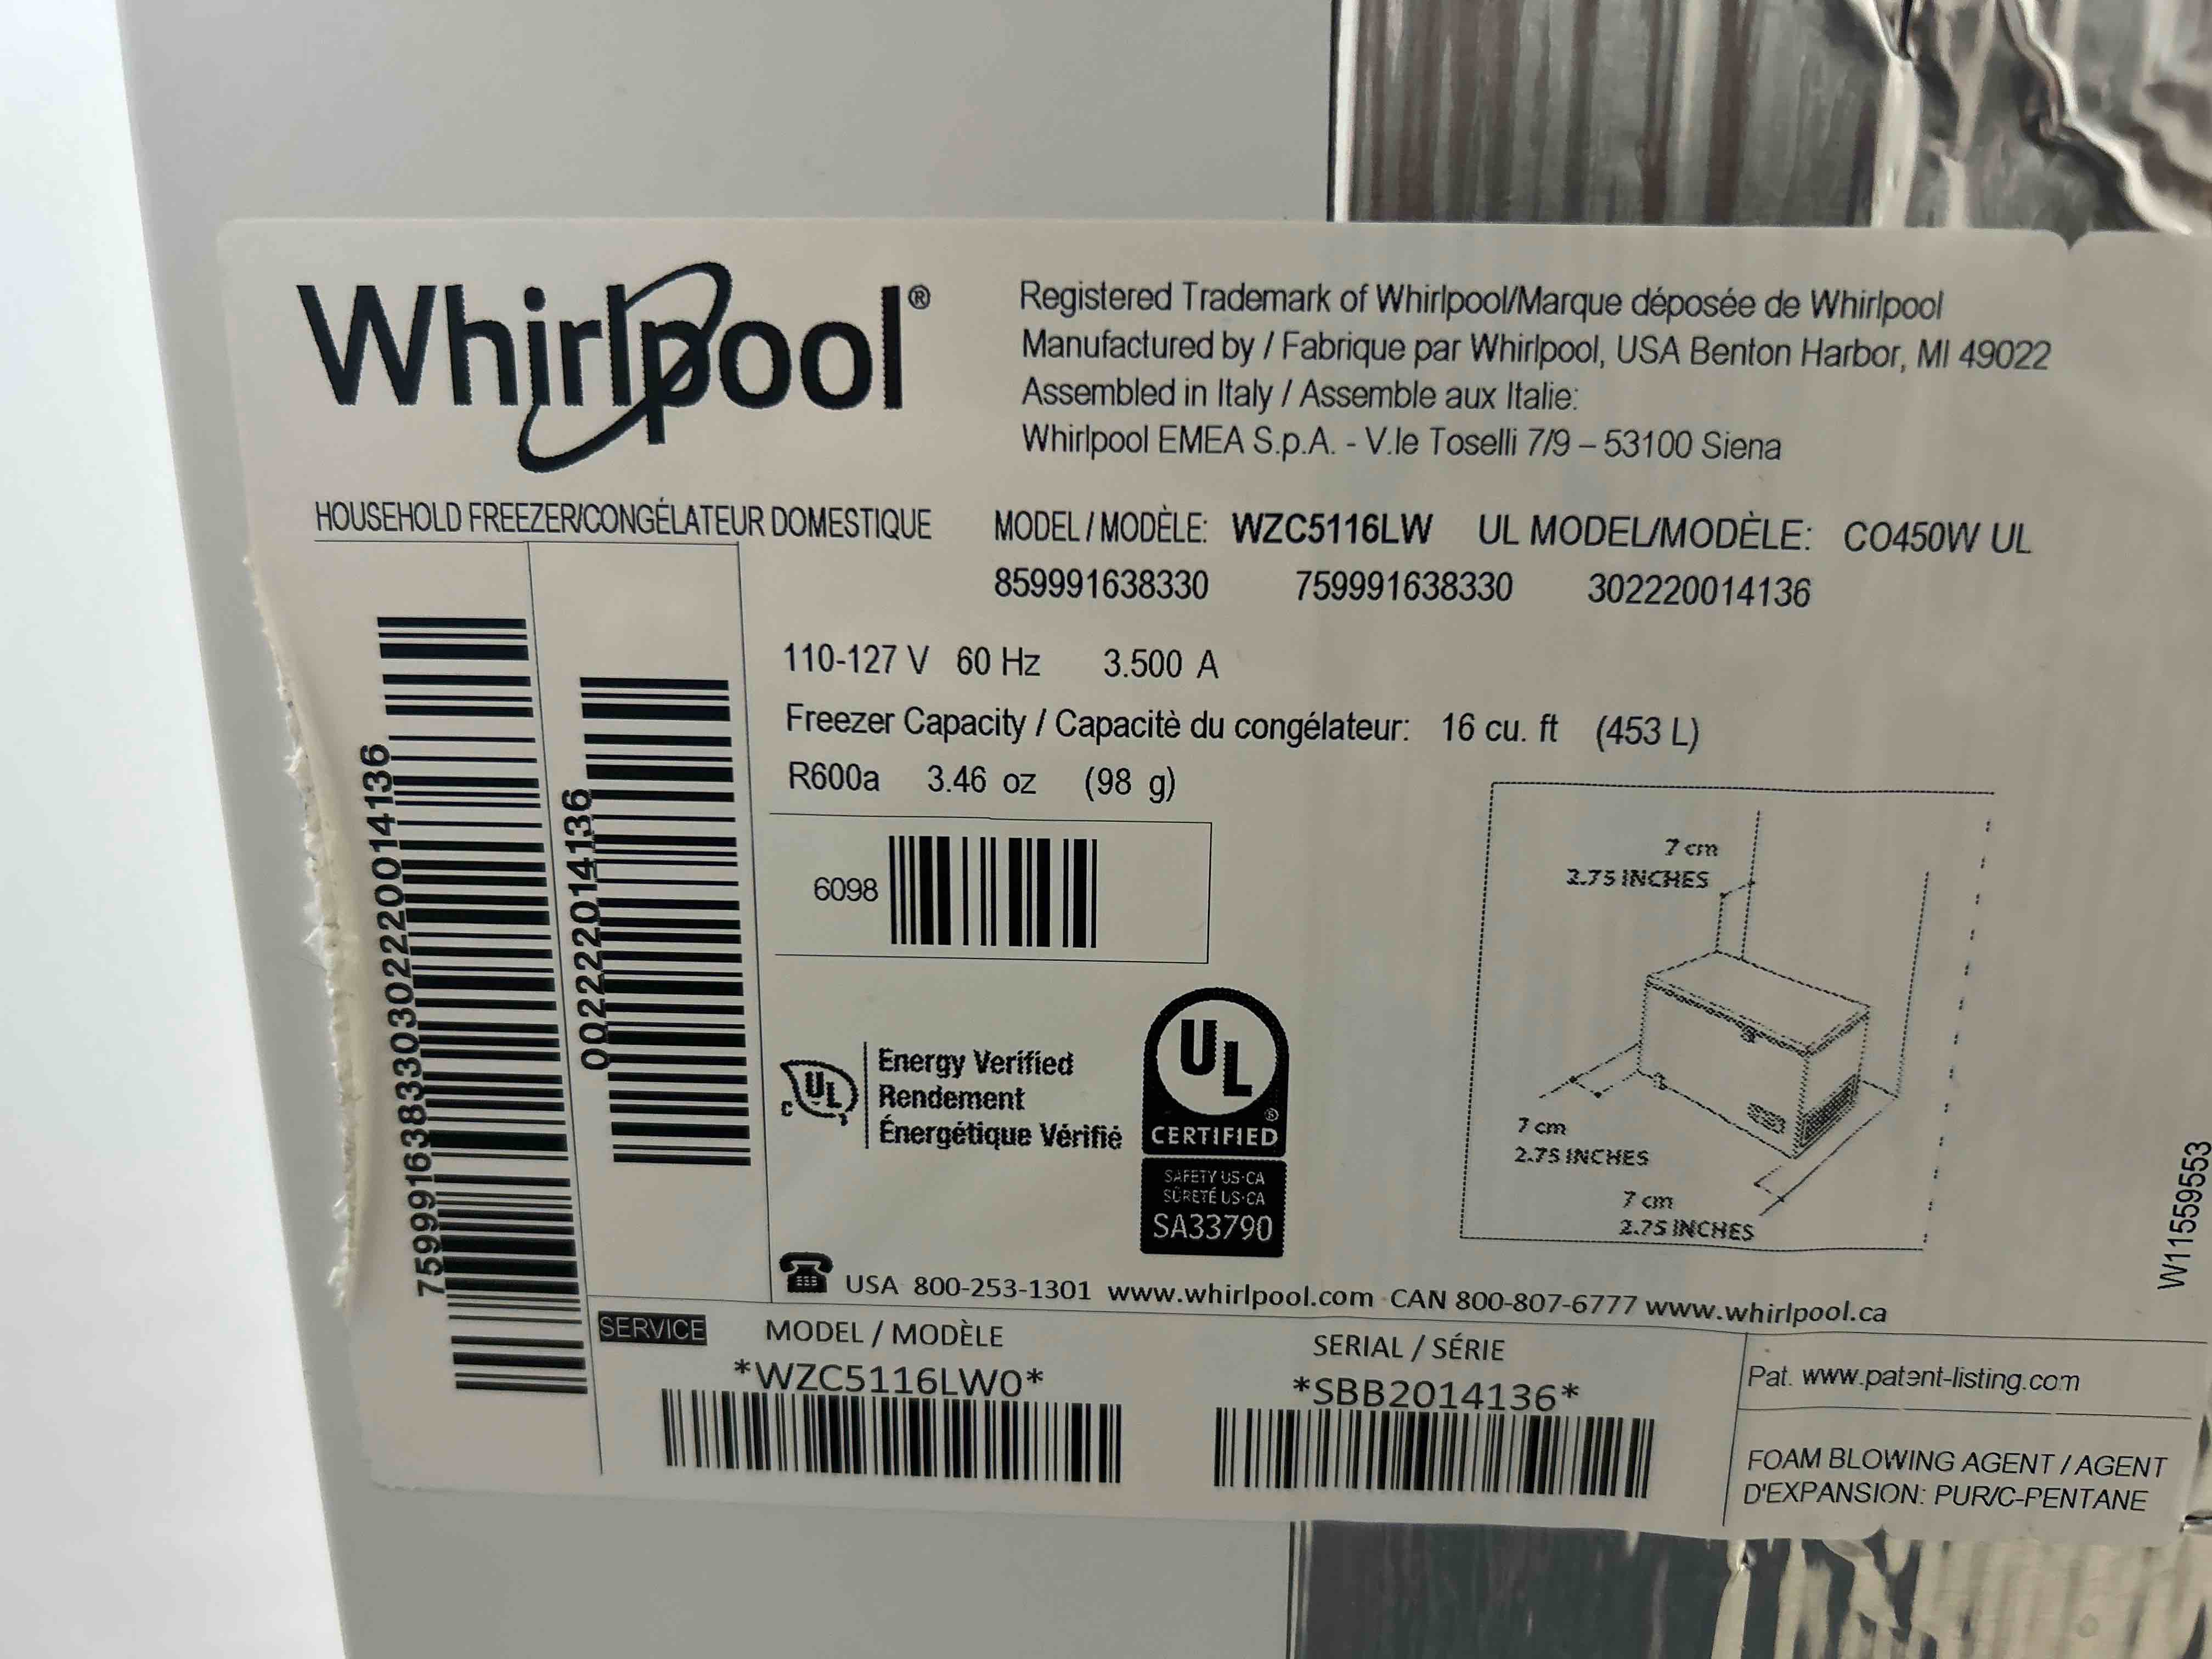 Whirlpool®
Registered Trademark of Whirlpool/Marque déposée de Whirlpool
Manufactured by / Fabrique par Whirlpool, USA Benton Harbor, MI 49022
Assembled in Italy / Assemble aux Italie:
Whirlpool EMEA S.p.A. - V.le Toselli 7/9 – 53100 Siena
HOUSEHOLD FREEZER/CONGÉLATEUR DOMESTIQUE
MODEL / MODÈLE: WZC5116LW UL MODEL/MODÈLE: CO450W UL
859991638330 759991638330 302220014136
110-127 V 60 Hz 3.500 A
Freezer Capacity / Capacitè du congélateur: 16 cu. ft (453 L)
R600a 3.46 oz (98 g)
759991638330302220014136
002222014136
6098
7 cm
2.75 INCHES
7 cm
2.75 INCHES
7 cm
2.75 INCHES
C UL
Energy Verified
Rendement
Énergétique Vérifié
UL ®
CERTIFIED
SAFETY US-CA
SÛRETÉ US-CA
SA33790
W11559553
USA 800-253-1301 www.whirlpool.com CAN 800-807-6777 www.whirlpool.ca
SERVICE
MODEL / MODÈLE
*WZC5116LW0*
SERIAL / SÉRIE
*SBB2014136*
Pat. www.patent-listing.com
FOAM BLOWING AGENT / AGENT
D'EXPANSION: PUR/C-PENTANE